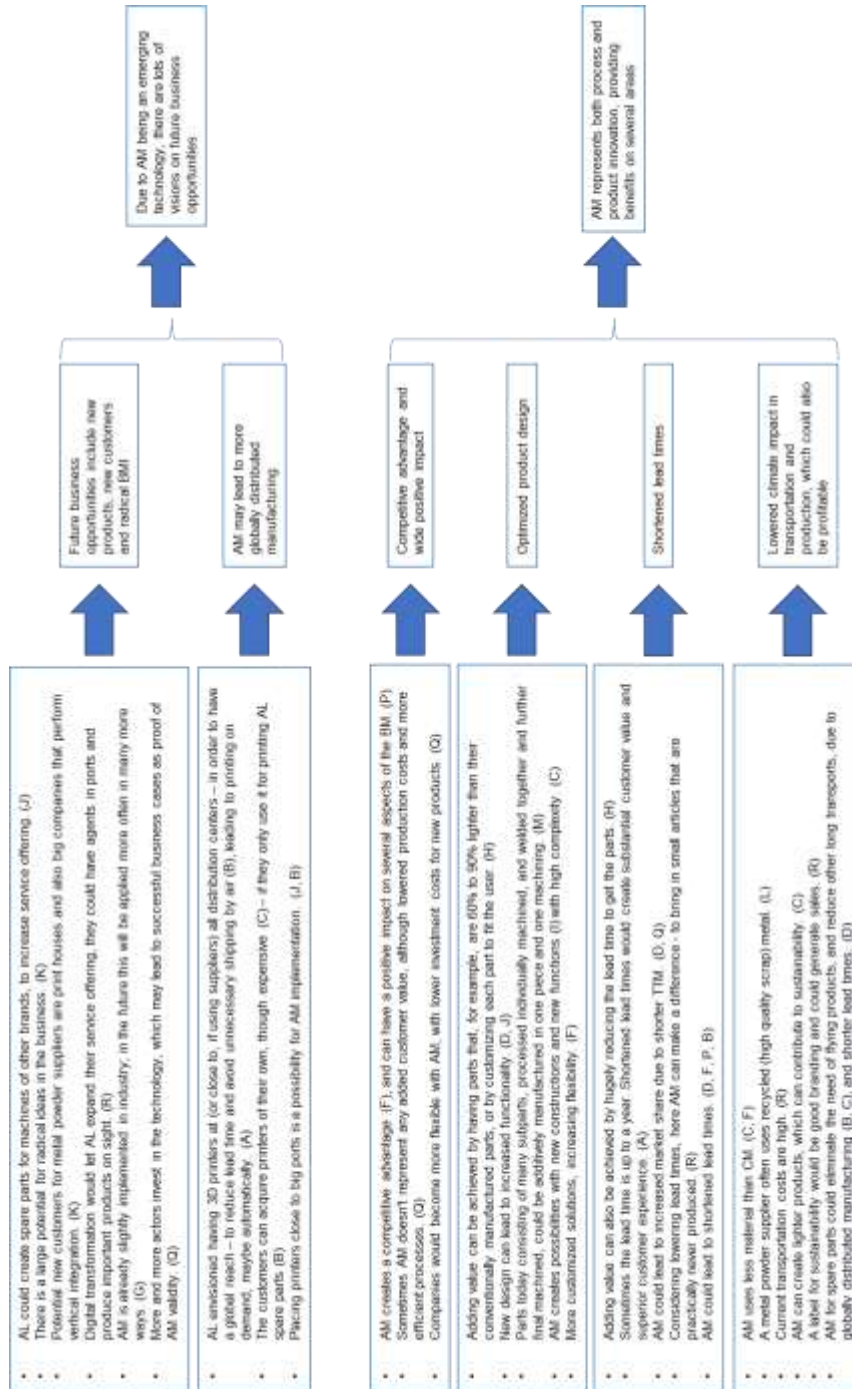 • AL could create spare parts for machines of other brands, to increase service offering. (J)
• There is a large potential for radical ideas in the business. (K)
• Potential new customers for metal powder suppliers are print houses and also big companies that perform
vertical integration. (K)
• Digital transformation would let AL expand their service offering, they could have agents in ports and
produce important products on sight. (R)
• AM is already slightly implemented in industry, in the future this will be applied more often in many more
ways. (G)
• More and more actors invest in the technology, which may lead to successful business cases as proof of
AM validity. (Q)
Future business
opportunities include new
products, new customers
and radical BMI
• AL envisioned having 3D printers at (or close to, if using suppliers) all distribution centers – in order to have
a global reach – to reduce lead time and avoid unnecessary shipping by air (B), leading to printing on
demand, maybe automatically. (A)
• The customers can acquire printers of their own, though expensive (C) – if they only use it for printing AL
spare parts. (B)
• Placing printers close to big ports is a possibility for AM implementation. (J, B)
AM may lead to more
globally distributed
manufacturing
Due to AM being an emerging
technology, there are lots of
visions on future business
opportunities
• AM creates a competitive advantage (F), and can have a positive impact on several aspects of the BM. (P)
• Sometimes AM doesn't represent any added customer value, although lowered production costs and more
efficient processes. (Q)
• Companies would become more flexible with AM, with lower investment costs for new products. (Q)
Competitive advantage and
wide positive impact
• Adding value can be achieved by having parts that, for example, are 60% to 90% lighter than their
conventionally manufactured parts, or by customizing each part to fit the user. (H)
• New design can lead to increased functionality. (D, J)
• Parts today consisting of many subparts, processed individually machined, and welded together and further
final machined, could be additively manufactured in one piece and one machining. (M)
• AM creates possibilities with new constructions and new functions (I) with high complexity. (C)
• More customized solutions, increasing flexibility. (F)
Optimized product design
• Adding value can also be achieved by hugely reducing the lead time to get the parts. (H)
• Sometimes the lead time is up to a year. Shortened lead times would create substantial customer value and
superior customer experience. (A)
• AM could lead to increased market share due to shorter TTM. (D, Q)
• Considering lowering lead times, here AM can make a difference - to bring in small articles that are
practically never produced. (R)
• AM could lead to shortened lead times. (D, F, P, B)
Shortened lead times
• AM uses less material than CM. (C, F)
• A metal powder supplier often uses recycled (high quality scrap) metal. (L)
• Current transportation costs are high. (R)
• AM can create lighter products, which can contribute to sustainability. (C)
• A label for sustainability would be good branding and could generate sales. (R)
• AM for spare parts could eliminate the need of flying products, and reduce other long transports, due to
globally distributed manufacturing (B, C), and shorter lead times. (D)
Lowered climate impact in
transportation and
production, which could also
be profitable
AM represents both process and
product innovation, providing
benefits on several areas